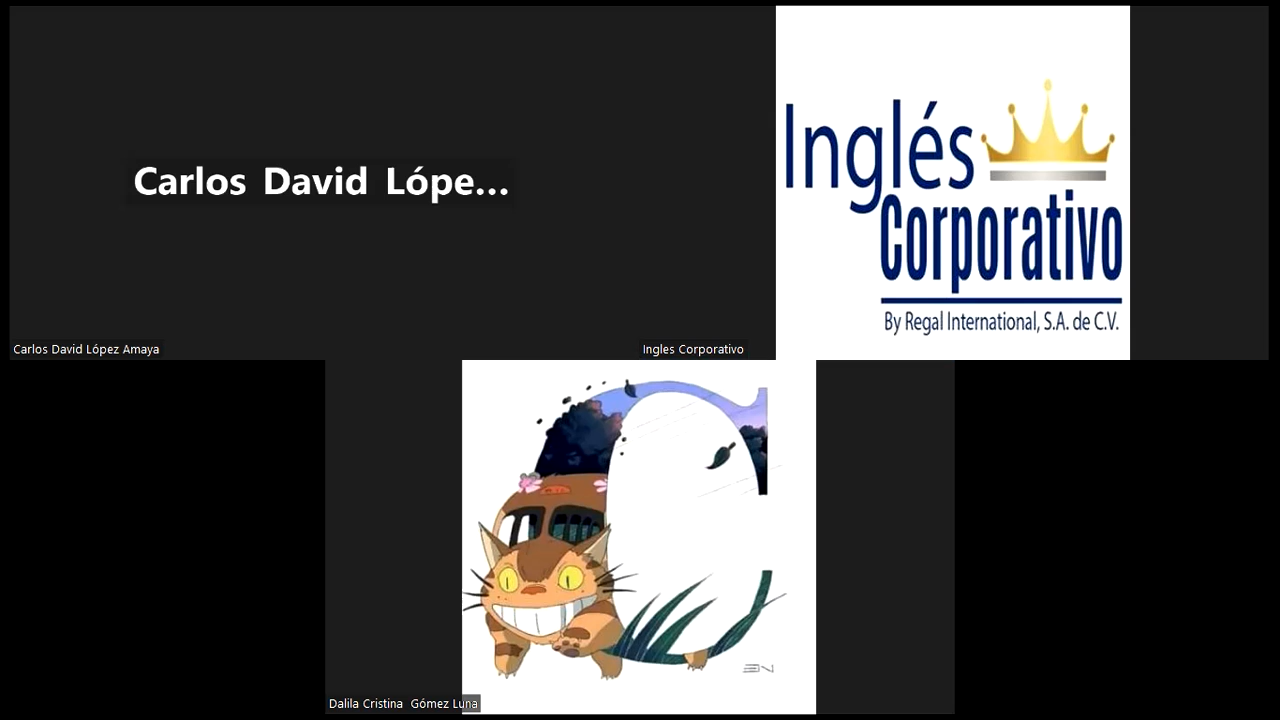 Carlos David Lópe...
Carlos David López Amaya
Inglés
Corporativo
By Regal International, S.A. de C.V.
Ingles Corporativo
Dalila Cristina Gómez Luna